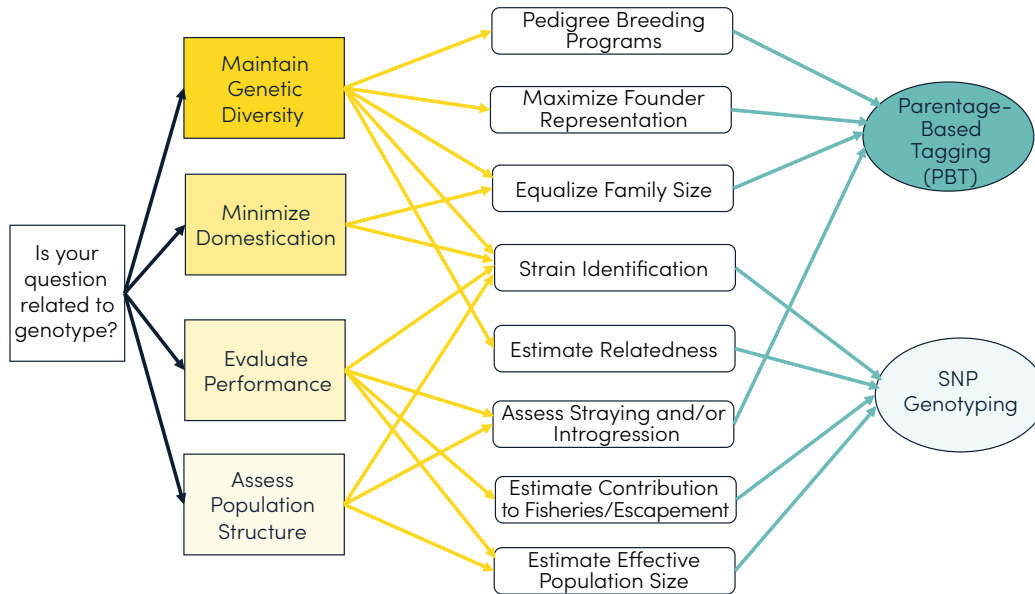 Is your
question
related to
genotype?
Maintain
Genetic
Diversity
Minimize
Domestication
Evaluate
Performance
Assess
Population
Structure
Pedigree Breeding
Programs
Maximize Founder
Representation
Equalize Family Size
Strain Identification
Estimate Relatedness
Assess Straying and/or
Introgression
Estimate Contribution
to Fisheries/Escapement
Estimate Effective
Population Size
Parentage-
Based
Tagging
(PBT)
SNP
Genotyping